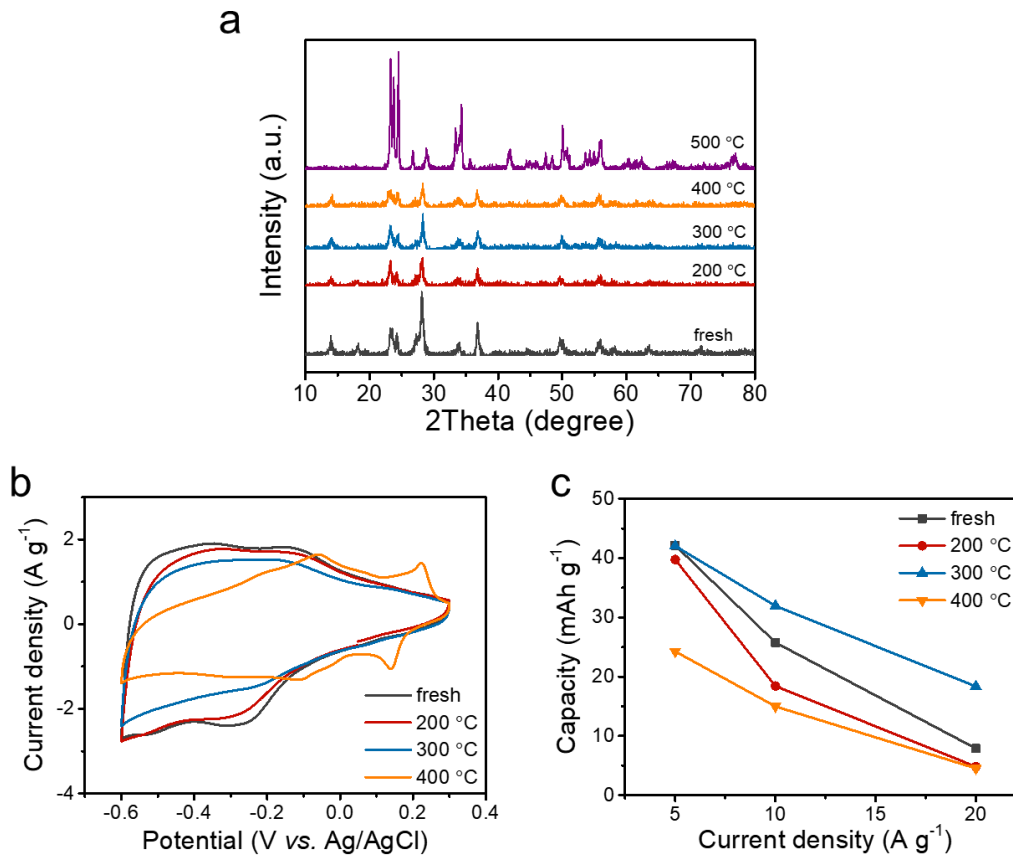 a
Intensity (a.u.)
500 °C
400 °C
300 °C
200 °C
fresh
10 20 30 40 50 60 70 80
2Theta (degree)
b
Current density (A g⁻¹)
2
0
-2
-4
fresh
200 °C
300 °C
400 °C
-0.6 -0.4 -0.2 0.0 0.2 0.4
Potential (V vs. Ag/AgCl)
c
Capacity (mAh g⁻¹)
50
40
30
20
10
0
fresh
200 °C
300 °C
400 °C
5 10 15 20
Current density (A g⁻¹)